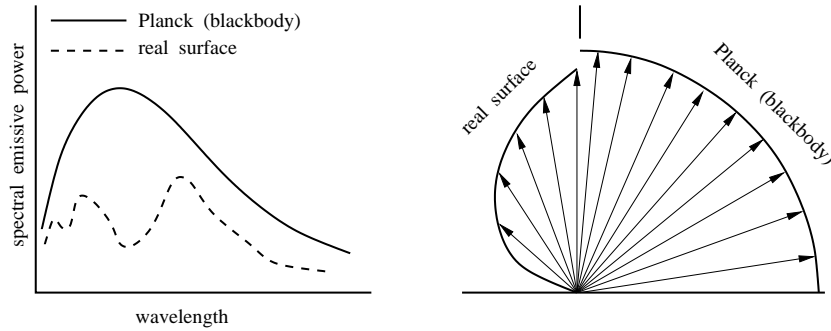 Planck (blackbody)
real surface
spectral emissive power
wavelength
real surface
Planck (blackbody)